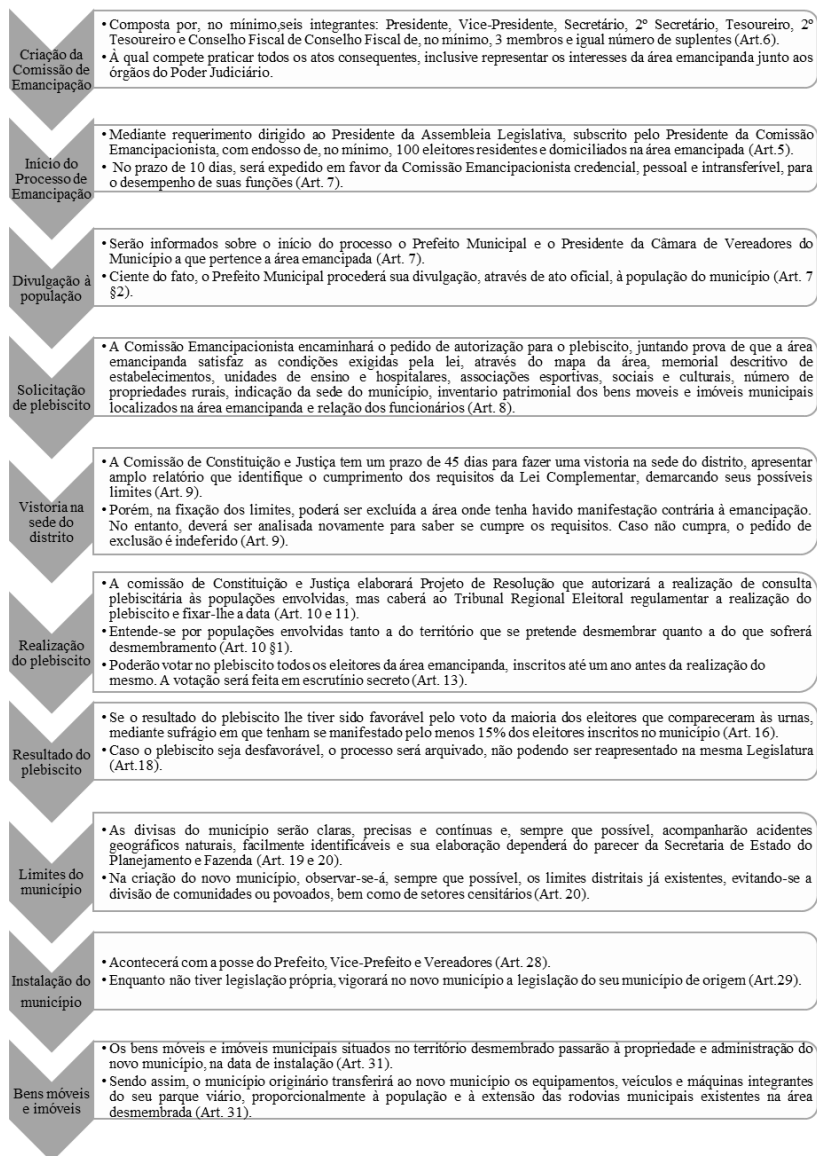 Criação da
Comissão de
Emancipação
• Composta por, no mínimo,seis integrantes: Presidente, Vice-Presidente, Secretário, 2º Secretário, Tesoureiro, 2º
Tesoureiro e Conselho Fiscal de Conselho Fiscal de, no mínimo, 3 membros e igual número de suplentes (Art.6).
• À qual compete praticar todos os atos consequentes, inclusive representar os interesses da área emancipanda junto aos
órgãos do Poder Judiciário.
Início do
Processo de
Emancipação
• Mediante requerimento dirigido ao Presidente da Assembleia Legislativa, subscrito pelo Presidente da Comissão
Emancipacionista, com endosso de, no mínimo, 100 eleitores residentes e domiciliados na área emancipada (Art.5).
• No prazo de 10 dias, será expedido em favor da Comissão Emancipacionista credencial, pessoal e intransferível, para
o desempenho de suas funções (Art. 7).
Divulgação à
população
• Serão informados sobre o início do processo o Prefeito Municipal e o Presidente da Câmara de Vereadores do
Município a que pertence a área emancipada (Art. 7).
• Ciente do fato, o Prefeito Municipal procederá sua divulgação, através de ato oficial, à população do município (Art. 7
§2).
Solicitação
de plebiscito
• A Comissão Emancipacionista encaminhará o pedido de autorização para o plebiscito, juntando prova de que a área
emancipanda satisfaz as condições exigidas pela lei, através do mapa da área, memorial descritivo de
estabelecimentos, unidades de ensino e hospitalares, associações esportivas, sociais e culturais, número de
propriedades rurais, indicação da sede do município, inventario patrimonial dos bens moveis e imóveis municipais
localizados na área emancipanda e relação dos funcionários (Art. 8).
Vistoria na
sede do
distrito
• A Comissão de Constituição e Justiça tem um prazo de 45 dias para fazer uma vistoria na sede do distrito, apresentar
amplo relatório que identifique o cumprimento dos requisitos da Lei Complementar, demarcando seus possíveis
limites (Art. 9).
• Porém, na fixação dos limites, poderá ser excluída a área onde tenha havido manifestação contrária à emancipação.
No entanto, deverá ser analisada novamente para saber se cumpre os requisitos. Caso não cumpra, o pedido de
exclusão é indeferido (Art. 9).
Realização
do plebiscito
• A comissão de Constituição e Justiça elaborará Projeto de Resolução que autorizará a realização de consulta
plebiscitária às populações envolvidas, mas caberá ao Tribunal Regional Eleitoral regulamentar a realização do
plebiscito e fixar-lhe a data (Art. 10 e 11).
• Entende-se por populações envolvidas tanto a do território que se pretende desmembrar quanto a do que sofrerá
desmembramento (Art. 10 §1).
• Poderão votar no plebiscito todos os eleitores da área emancipanda, inscritos até um ano antes da realização do
mesmo. A votação será feita em escrutínio secreto (Art. 13).
Resultado do
plebiscito
• Se o resultado do plebiscito lhe tiver sido favorável pelo voto da maioria dos eleitores que compareceram às urnas,
mediante sufrágio em que tenham se manifestado pelo menos 15% dos eleitores inscritos no município (Art. 16).
• Caso o plebiscito seja desfavorável, o processo será arquivado, não podendo ser reapresentado na mesma Legislatura
(Art.18).
Limites do
município
• As divisas do município serão claras, precisas e contínuas e, sempre que possível, acompanharão acidentes
geográficos naturais, facilmente identificáveis e sua elaboração dependerá do parecer da Secretaria de Estado do
Planejamento e Fazenda (Art. 19 e 20).
• Na criação do novo município, observar-se-á, sempre que possível, os limites distritais já existentes, evitando-se a
divisão de comunidades ou povoados, bem como de setores censitários (Art. 20).
Instalação do
município
• Acontecerá com a posse do Prefeito, Vice-Prefeito e Vereadores (Art. 28).
• Enquanto não tiver legislação própria, vigorará no novo município a legislação do seu município de origem (Art.29).
Bens móveis
e imóveis
• Os bens móveis e imóveis municipais situados no território desmembrado passarão à propriedade e administração do
novo município, na data de instalação (Art. 31).
• Sendo assim, o município originário transferirá ao novo município os equipamentos, veículos e máquinas integrantes
do seu parque viário, proporcionalmente à população e à extensão das rodovias municipais existentes na área
desmembrada (Art. 31).